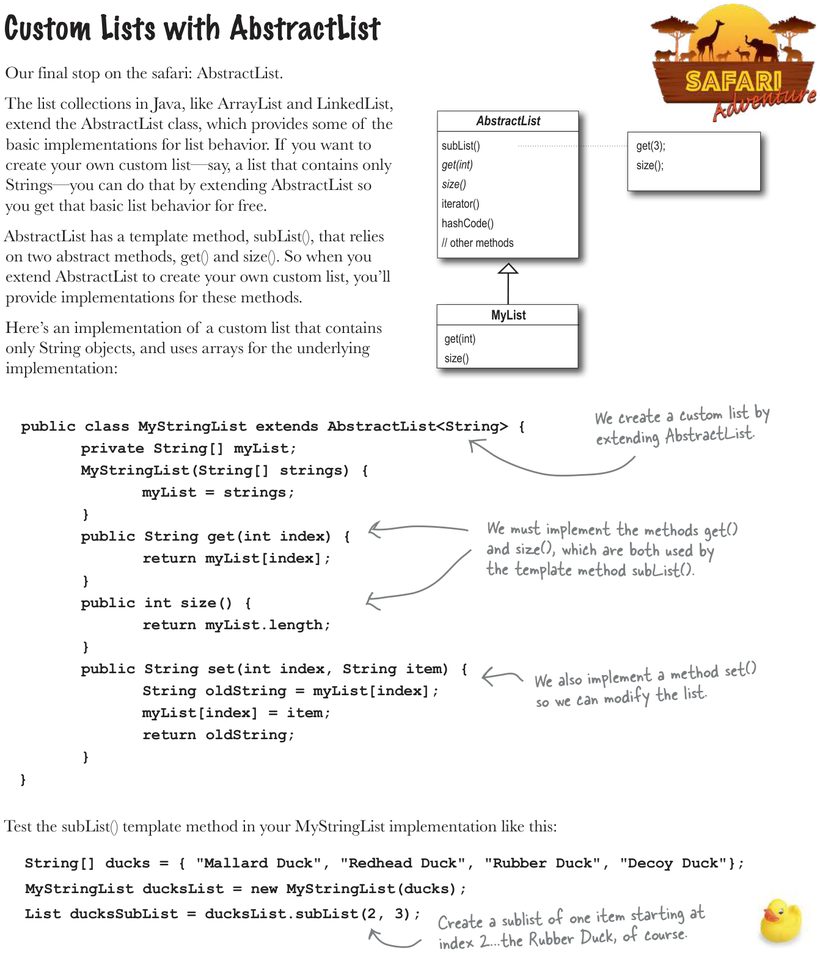 Custom Lists with AbstractList
SAFARI
Adventure
Our final stop on the safari: AbstractList.
The list collections in Java, like ArrayList and LinkedList,
extend the AbstractList class, which provides some of the
basic implementations for list behavior. If you want to
create your own custom list—say, a list that contains only
Strings—you can do that by extending AbstractList so
you get that basic list behavior for free.
AbstractList has a template method, subList(), that relies
on two abstract methods, get() and size(). So when you
extend AbstractList to create your own custom list, you’ll
provide implementations for these methods.
Here’s an implementation of a custom list that contains
only String objects, and uses arrays for the underlying
implementation:
AbstractList
subList()
get(int)
size()
iterator()
hashCode()
// other methods
get(3);
size();
MyList
get(int)
size()
public class MyStringList extends AbstractList<String> {
private String[] myList;
MyStringList(String[] strings) {
myList = strings;
}
public String get(int index) {
return myList[index];
}
public int size() {
return myList.length;
}
public String set(int index, String item) {
String oldString = myList[index];
myList[index] = item;
return oldString;
}
}
We create a custom list by
extending AbstractList.
We must implement the methods get()
and size(), which are both used by
the template method subList().
We also implement a method set()
so we can modify the list.
Test the subList() template method in your MyStringList implementation like this:
String[] ducks = { "Mallard Duck", "Redhead Duck", "Rubber Duck", "Decoy Duck"};
MyStringList ducksList = new MyStringList(ducks);
List ducksSubList = ducksList.subList(2, 3);
Create a sublist of one item starting at
index 2...the Rubber Duck, of course.